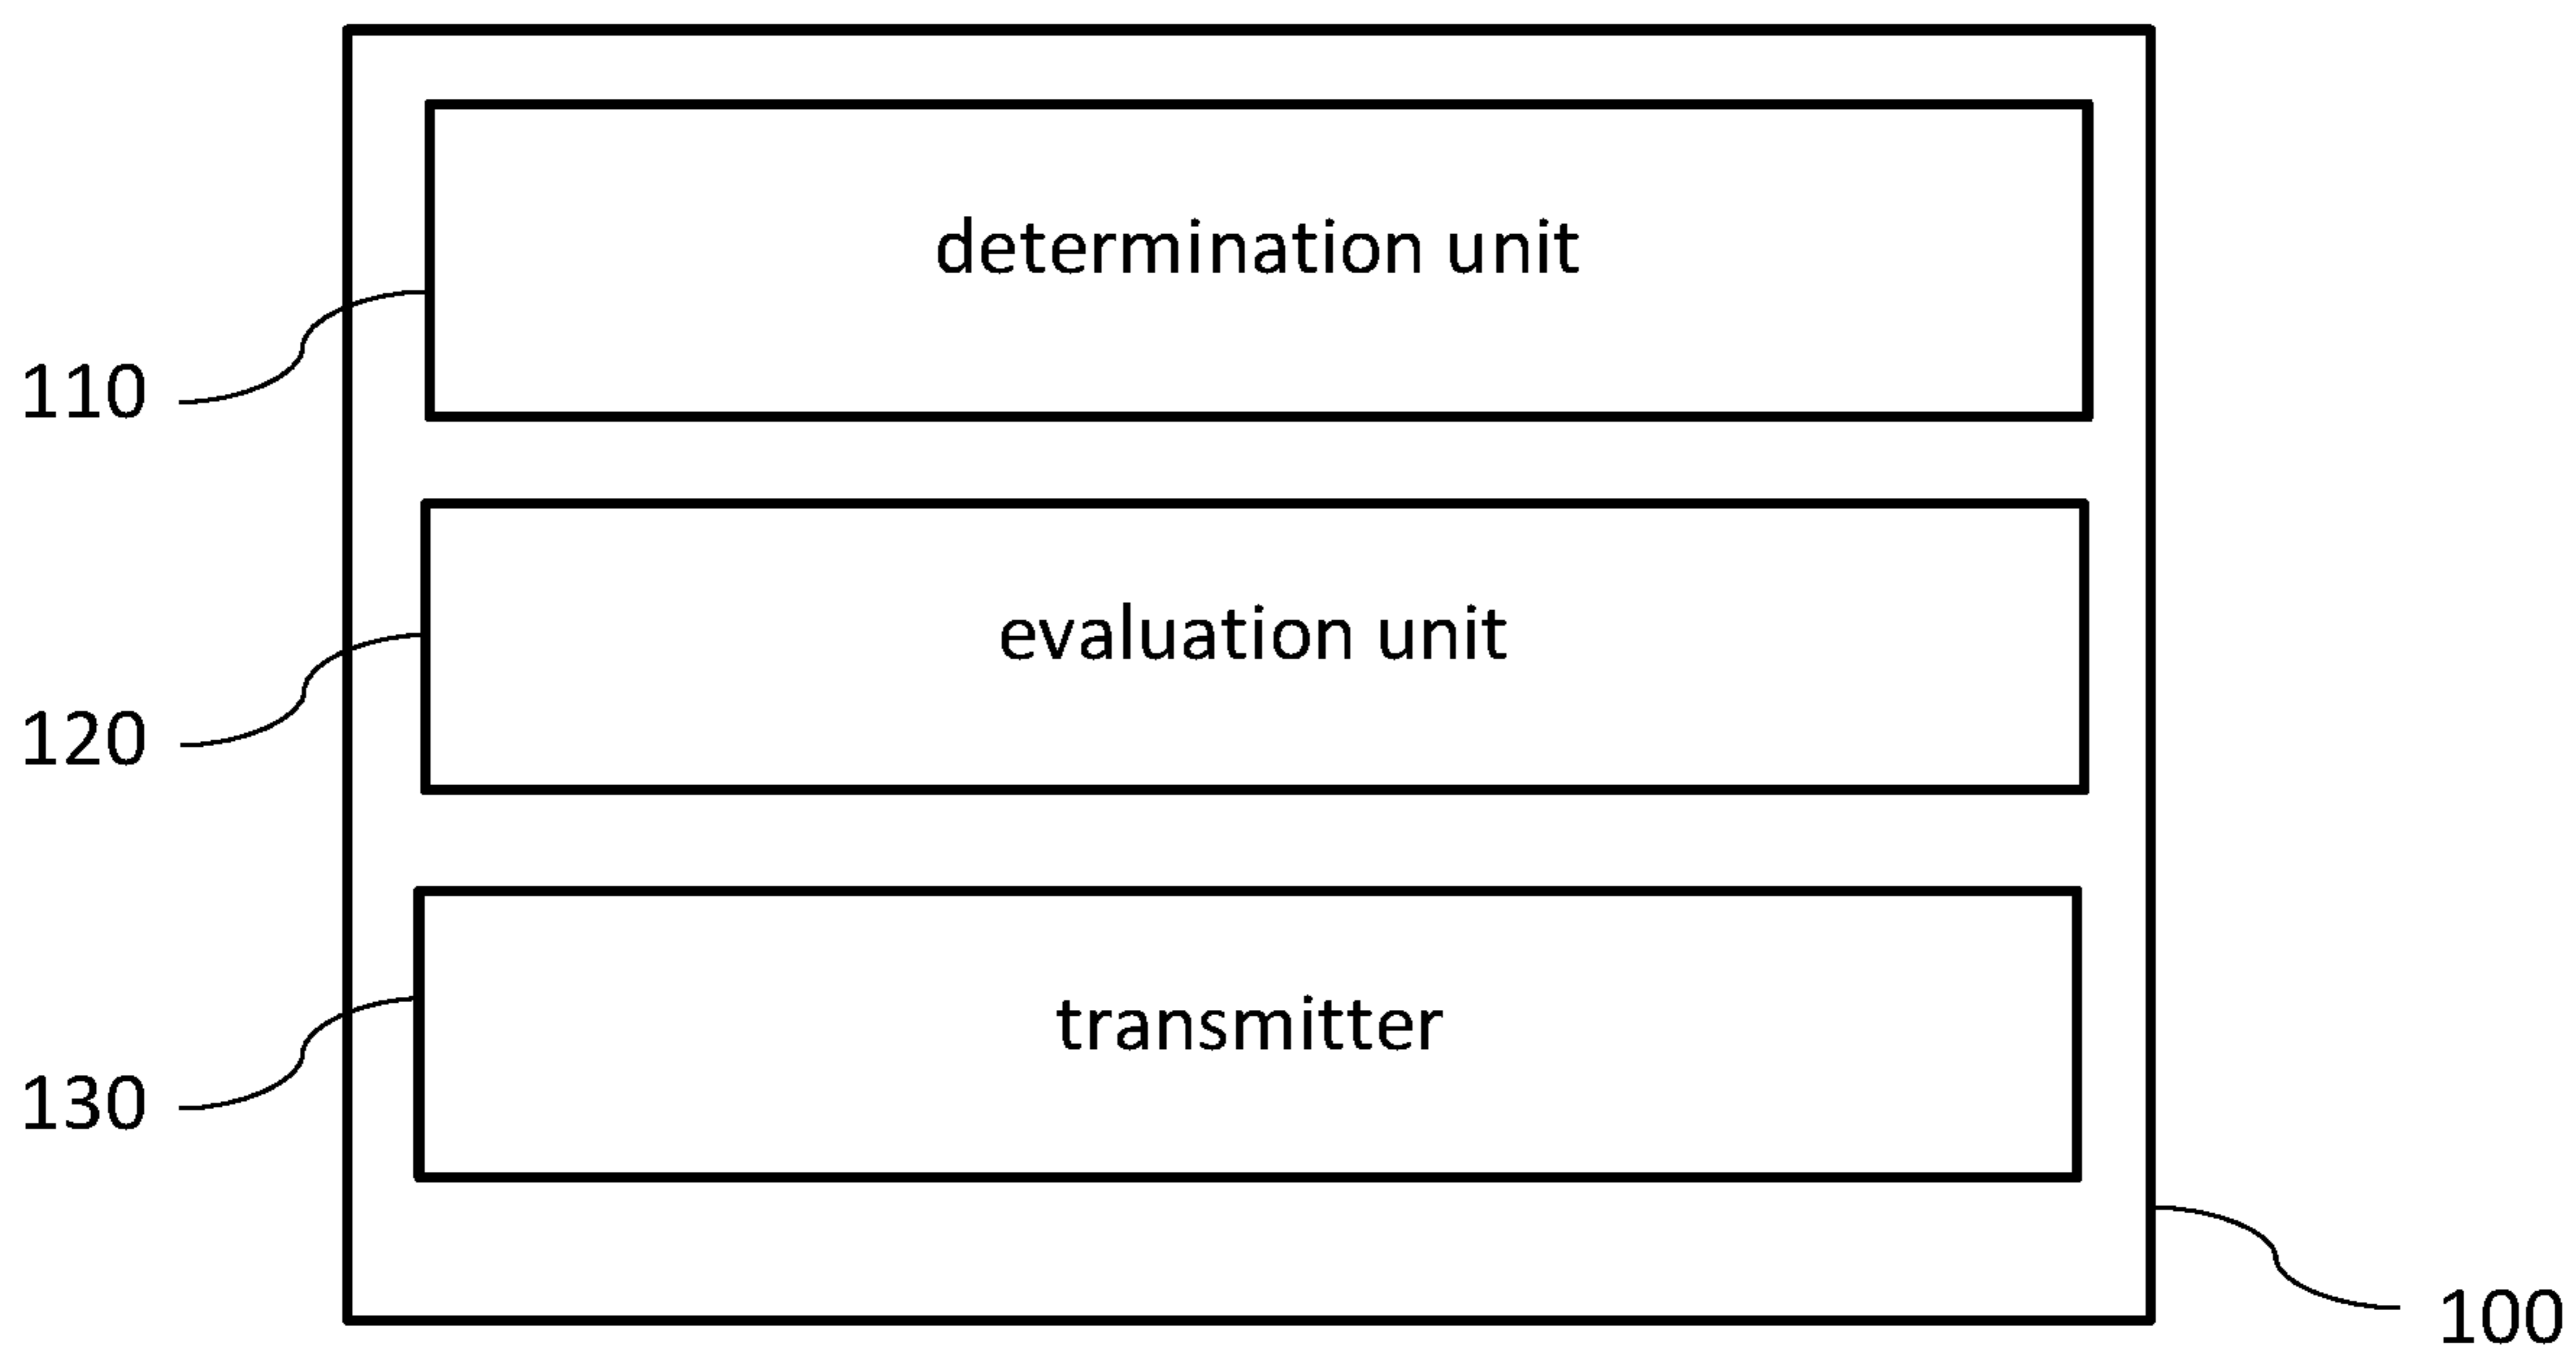 determination unit
110
evaluation unit
120
transmitter
130
100